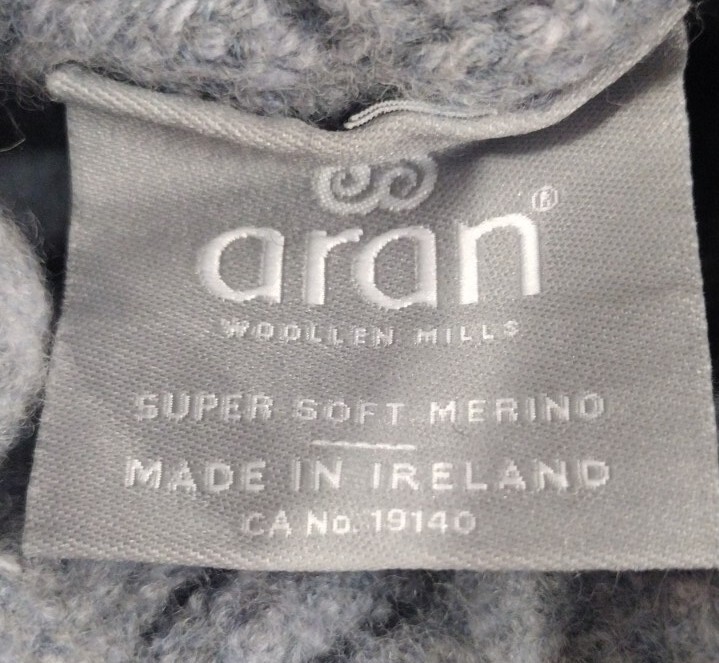 aran®
WOOLLEN MILLS
SUPER SOFT MERINO
MADE IN IRELAND
CA No. 19140